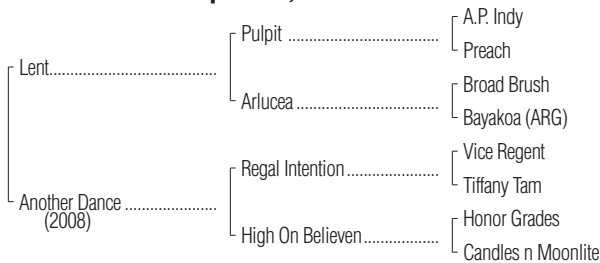 A.P. Indy
Pulpit
Preach
Lent
Broad Brush
Arlucea
Bayakoa (ARG)
Vice Regent
Regal Intention
Tiffany Tam
Another Dance
(2008)
Honor Grades
High On Believen
Candles n Moonlite